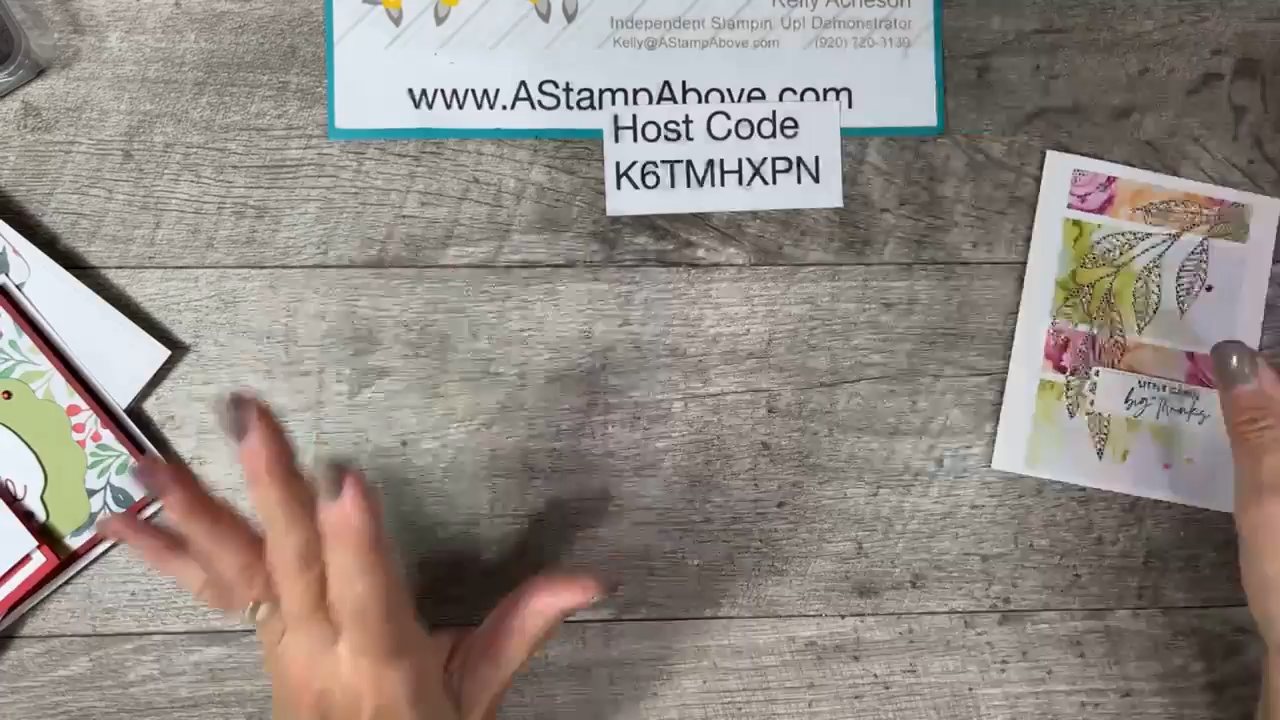 Kelly Acheson
Independent Stampin' Up! Demonstrator
Kelly@AStampAbove.com (920) 720-3130
www.AStampAbove.com
Host Code
K6TMHXPN
big thanks